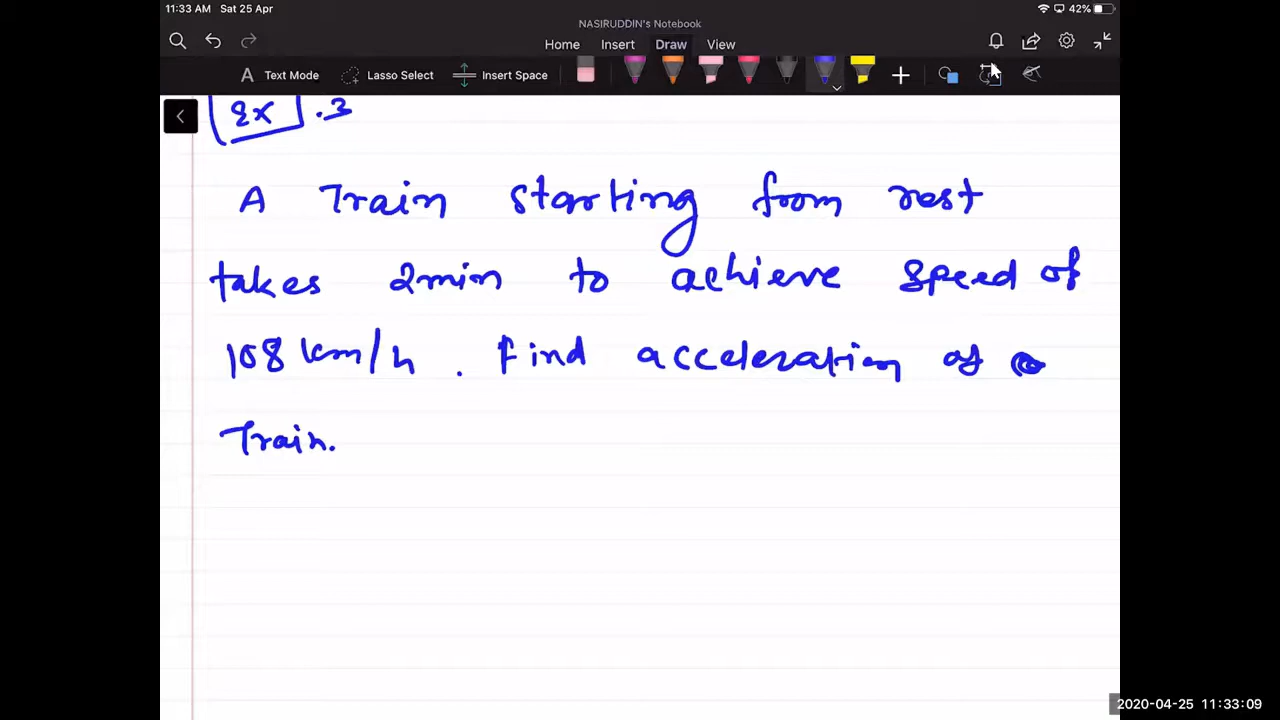 11:33 AM Sat 25 Apr
42%
NASIRUDDIN's Notebook
Home Insert Draw View
A Text Mode Lasso Select Insert Space
Ex .3
A Train starting from rest
takes 2min to achieve speed of
108 km/h . Find acceleration of
Train.
2020-04-25 11:33:09